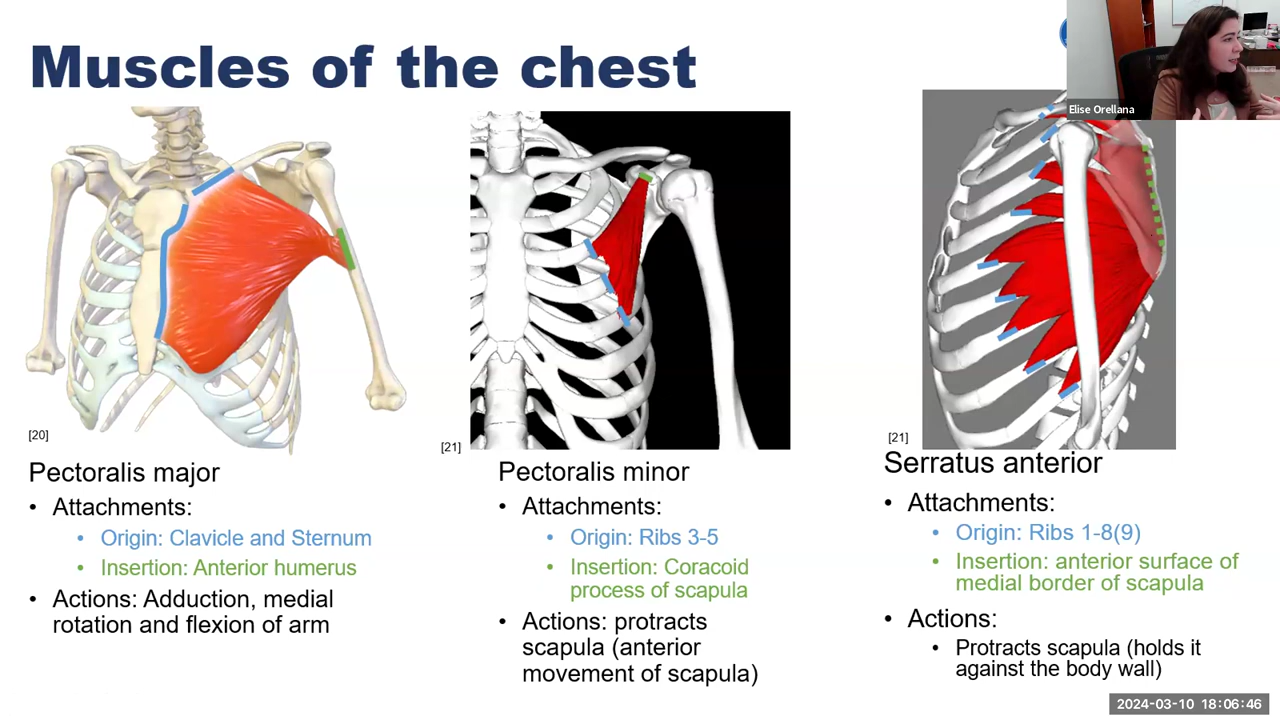 Muscles of the chest
Elise Orellana
[20]
[21]
[21]
Pectoralis major
• Attachments:
• Origin: Clavicle and Sternum
• Insertion: Anterior humerus
• Actions: Adduction, medial
rotation and flexion of arm
Pectoralis minor
• Attachments:
• Origin: Ribs 3-5
• Insertion: Coracoid
process of scapula
• Actions: protracts
scapula (anterior
movement of scapula)
Serratus anterior
• Attachments:
• Origin: Ribs 1-8(9)
• Insertion: anterior surface of
medial border of scapula
• Actions:
• Protracts scapula (holds it
against the body wall)
2024-03-10 18:06:46